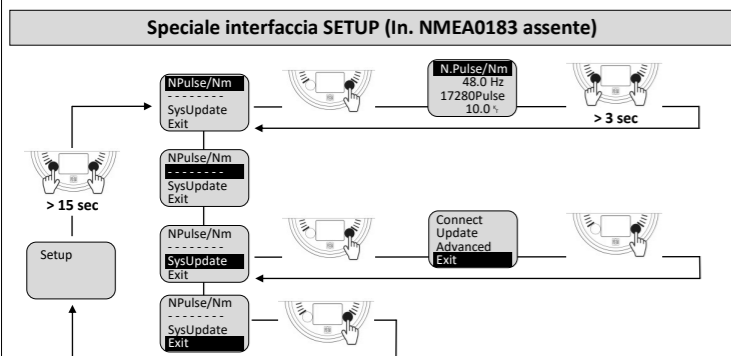 Speciale interfaccia SETUP (In. NMEA0183 assente)
NPulse/Nm
- - - - - - - -
SysUpdate
Exit
N.Pulse/Nm
48.0 Hz
17280Pulse
10.0
> 3 sec
NPulse/Nm
- - - - - - - -
SysUpdate
Exit
> 15 sec
Setup
NPulse/Nm
- - - - - - - -
SysUpdate
Exit
Connect
Update
Advanced
Exit
NPulse/Nm
- - - - - - - -
SysUpdate
Exit